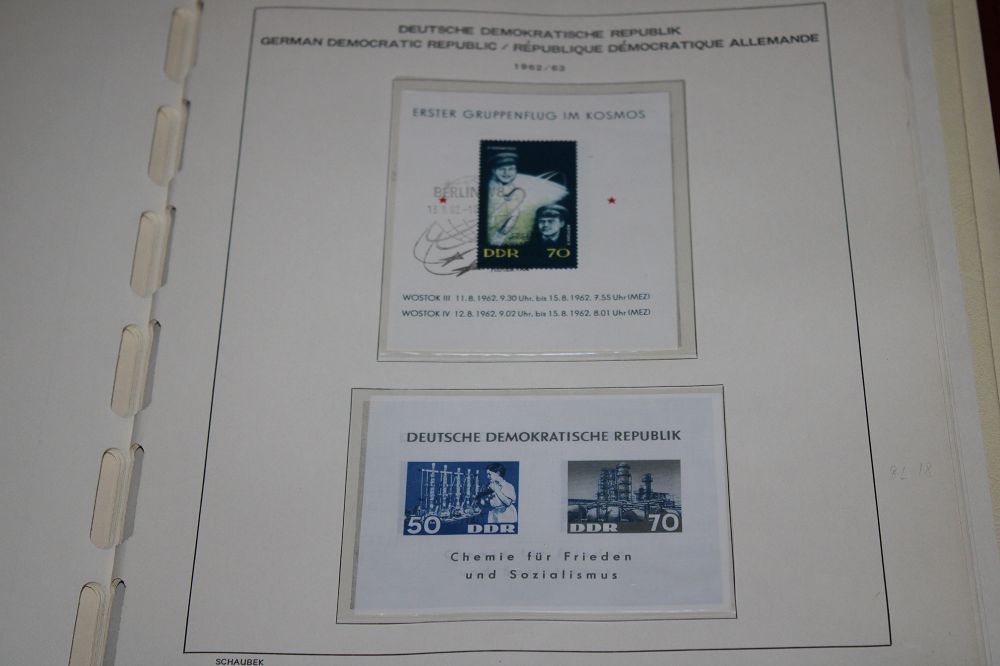 DEUTSCHE DEMOKRATISCHE REPUBLIK
GERMAN DEMOCRATIC REPUBLIC / RÉPUBLIQUE DÉMOCRATIQUE ALLEMANDE
1962/63
ERSTER GRUPPENFLUG IM KOSMOS
BERLIN W8
DDR 70
WOSTOK III 11.8.1962. 9.30 Uhr. bis 15.8.1962. 7.55 Uhr (MEZ)
WOSTOK IV 12.8.1962. 9.02 Uhr. bis 15.8.1962. 8.01 Uhr (MEZ)
DEUTSCHE DEMOKRATISCHE REPUBLIK
50 DDR
DDR 70
Chemie für Frieden
und Sozialismus
SCHAUBEK